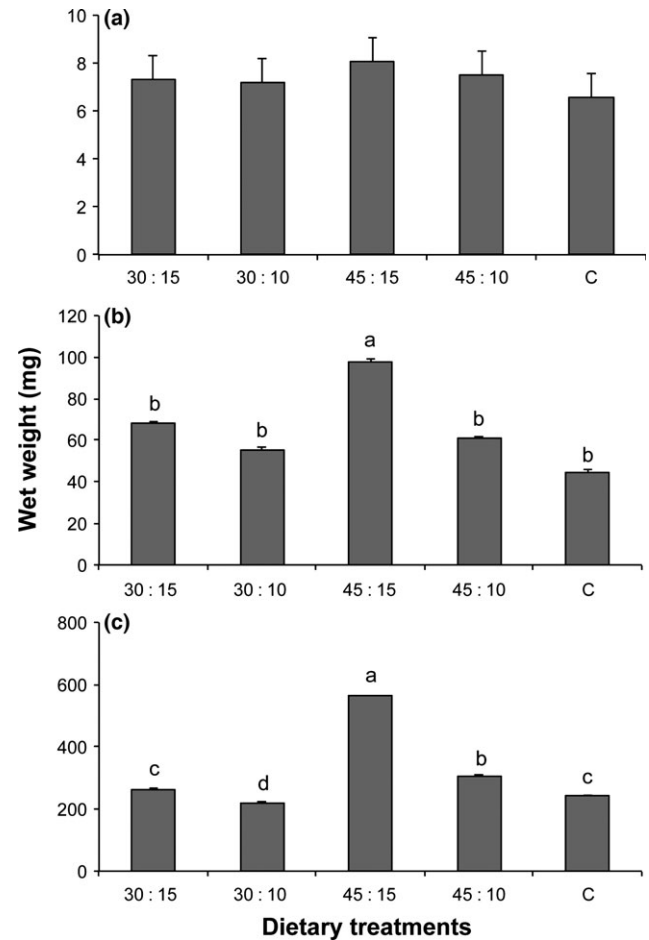 (a)
10
8
6
4
2
0
30 : 15 30 : 10 45 : 15 45 : 10 C
(b)
120
100
80
60
40
20
0
b b a b b
30 : 15 30 : 10 45 : 15 45 : 10 C
Wet weight (mg)
(c)
800
600
400
200
0
c d a b c
30 : 15 30 : 10 45 : 15 45 : 10 C
Dietary treatments